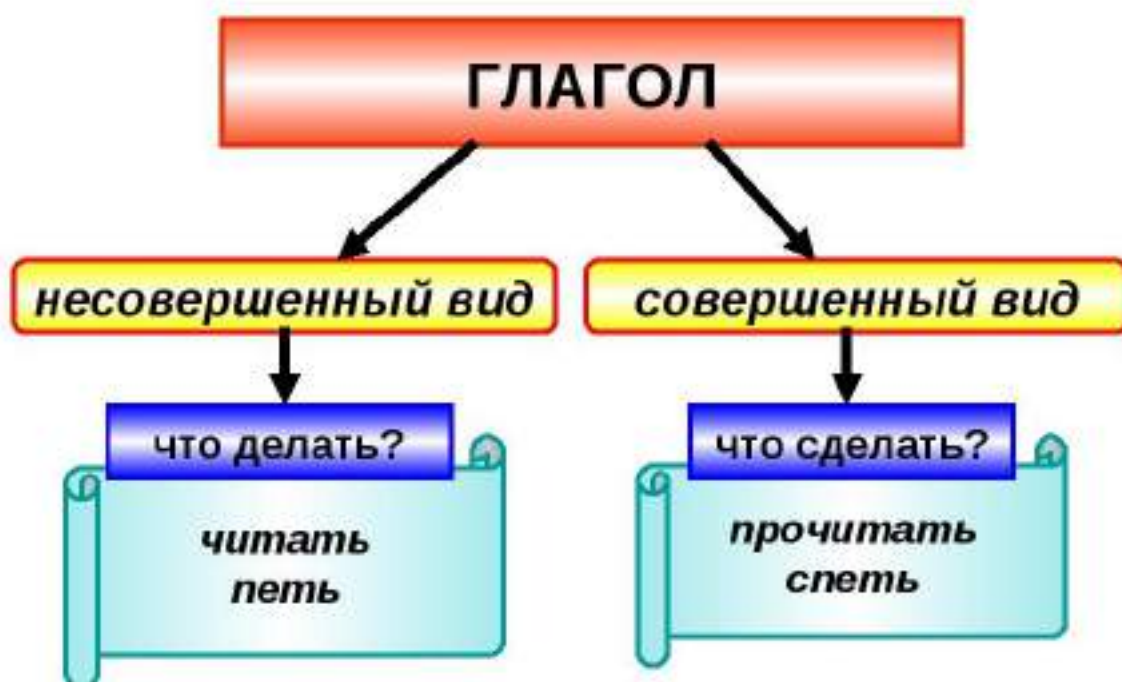 ГЛАГОЛ
несовершенный вид
совершенный вид
что делать?
что сделать?
читать
петь
прочитать
спеть